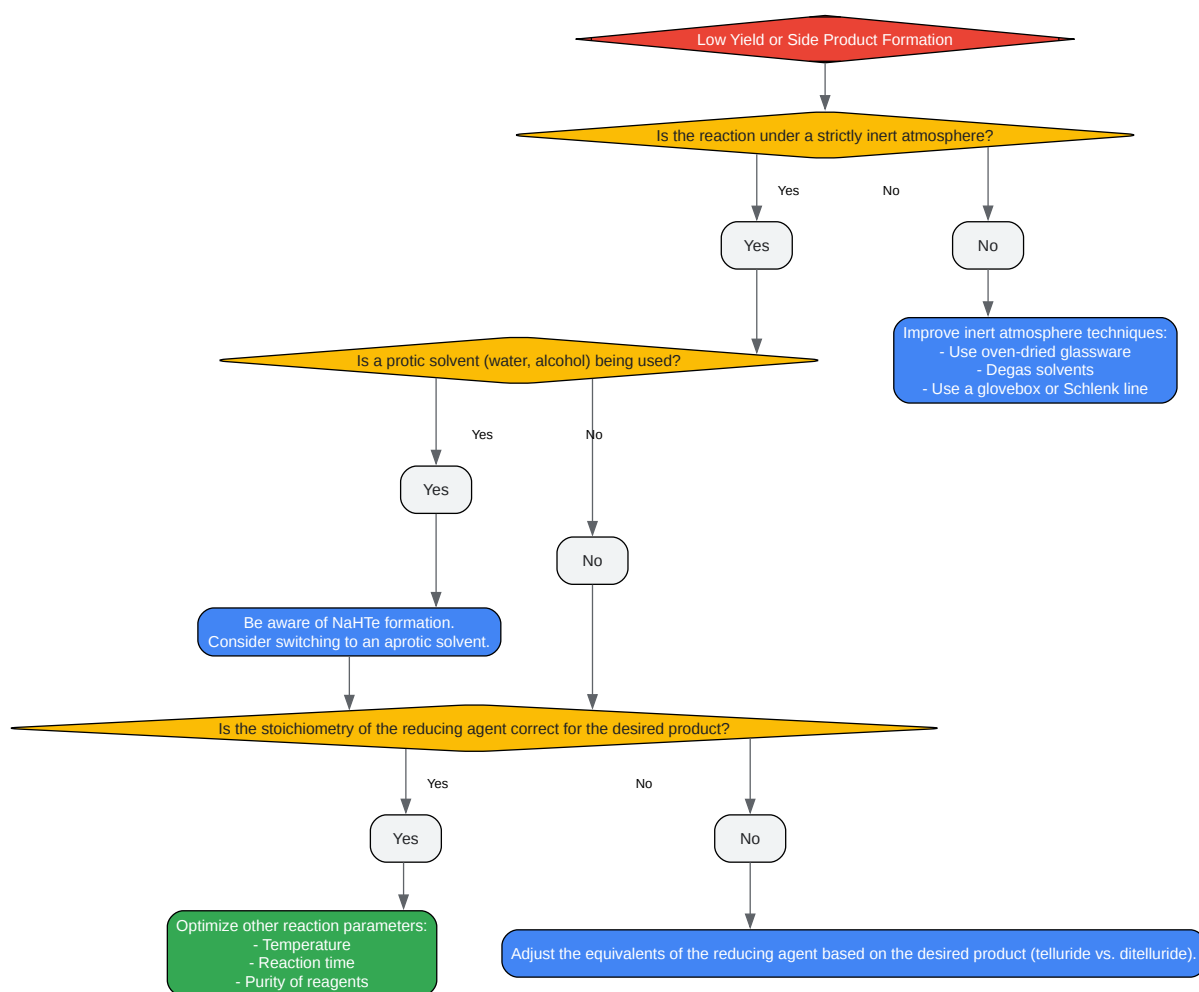 Low Yield or Side Product Formation
Is the reaction under a strictly inert atmosphere?
Yes
No
Yes
No
Improve inert atmosphere techniques:
- Use oven-dried glassware
- Degas solvents
- Use a glovebox or Schlenk line
Is a protic solvent (water, alcohol) being used?
Yes
No
Yes
No
Be aware of NaHTe formation.
Consider switching to an aprotic solvent.
Is the stoichiometry of the reducing agent correct for the desired product?
Yes
No
Yes
No
Optimize other reaction parameters:
- Temperature
- Reaction time
- Purity of reagents
Adjust the equivalents of the reducing agent based on the desired product (telluride vs. ditelluride).